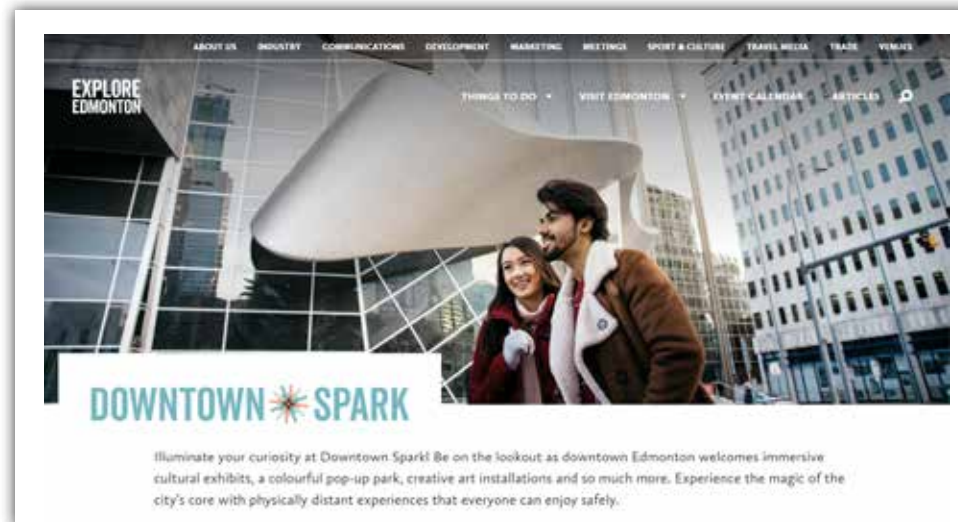 ABOUT US INDUSTRY COMMUNICATIONS DEVELOPMENT MARKETING MEETINGS SPORT & CULTURE TRAVEL MEDIA TRADE VENUES
EXPLORE
EDMONTON
THINGS TO DO VISIT EDMONTON EVENT CALENDAR ARTICLES
DOWNTOWN SPARK
Illuminate your curiosity at Downtown Spark! Be on the lookout as downtown Edmonton welcomes immersive
cultural exhibits, a colourful pop-up park, creative art installations and so much more. Experience the magic of the
city's core with physically distant experiences that everyone can enjoy safely.